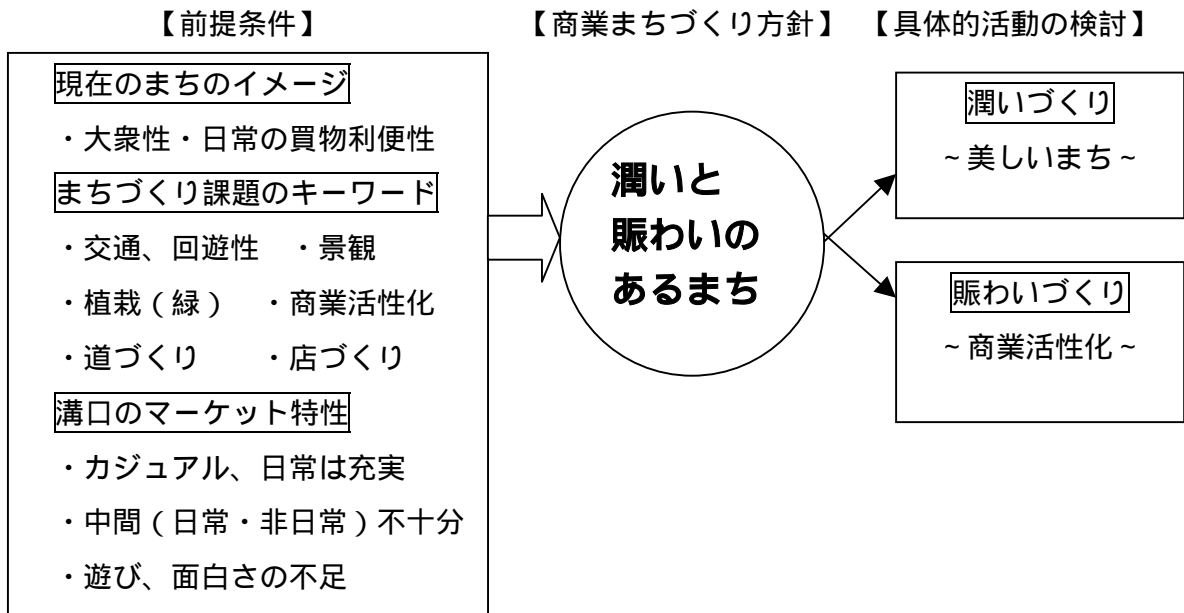 【前提条件】
【商業まちづくり方針】
【具体的活動の検討】
現在のまちのイメージ
・大衆性・日常の買物利便性
まちづくり課題のキーワード
・交通、回遊性　・景観
・植栽（緑）　・商業活性化
・道づくり　　・店づくり
溝口のマーケット特性
・カジュアル、日常は充実
・中間（日常・非日常）不十分
・遊び、面白さの不足
潤いと
賑わいの
あるまち
潤いづくり
~美しいまち~
賑わいづくり
~商業活性化~